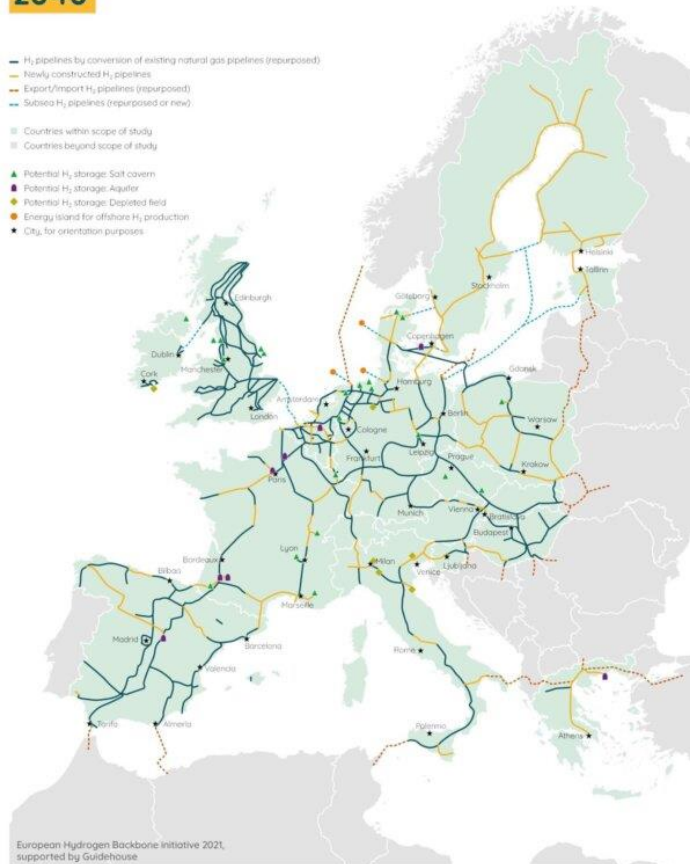 H₂ pipelines by conversion of existing natural gas pipelines (repurposed)
Newly constructed H₂ pipelines
Export/Import H₂ pipelines (repurposed)
Subsea H₂ pipelines (repurposed or new)
Countries within scope of study
Countries beyond scope of study
Potential H₂ storage: Salt cavern
Potential H₂ storage: Aquifer
Potential H₂ storage: Depleted field
Energy island for offshore H₂ production
City, for orientation purposes
Helsinki
Tallinn
Stockholm
Göteborg
Edinburgh
Copenhagen
Dublin
Manchester
Cork
Gdansk
Hamburg
Amsterdam
Berlin
Warsaw
London
Cologne
Leipzig
Frankfurt
Prague
Krakow
Paris
Munich
Vienna
Bratislava
Budapest
Bordeaux
Lyon
Milan
Venice
Ljubljana
Bilbao
Marseille
Madrid
Barcelona
Rome
Valencia
Palermo
Athens
Tarifa
Almeria
European Hydrogen Backbone initiative 2021,
supported by Guidehouse